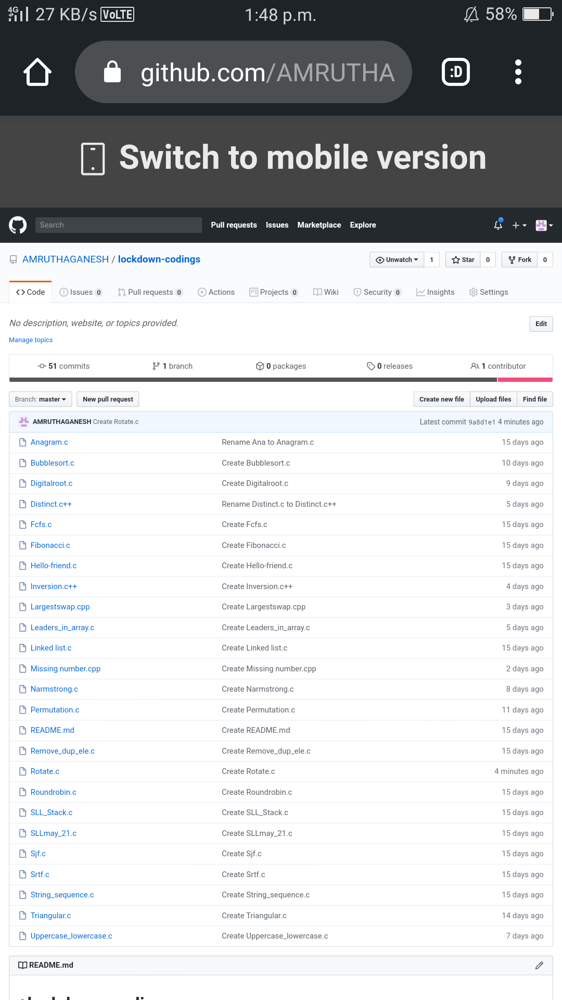 4G 27 KB/s VoLTE 1:48 p.m. 58%
github.com/AMRUTHA :D
Switch to mobile version
Search Pull requests Issues Marketplace Explore
AMRUTHAGANESH / lockdown-codings Unwatch 1 Star 0 Fork 0
Code Issues 0 Pull requests 0 Actions Projects 0 Wiki Security 0 Insights Settings
No description, website, or topics provided. Edit
Manage topics
51 commits 1 branch 0 packages 0 releases 1 contributor
Branch: master New pull request Create new file Upload files Find file
AMRUTHAGANESH Create Rotate.c Latest commit 9a8d1e1 4 minutes ago
Anagram.c Rename Ana to Anagram.c 15 days ago
Bubblesort.c Create Bubblesort.c 10 days ago
Digitalroot.c Create Digitalroot.c 9 days ago
Distinct.c++ Rename Distinct.c to Distinct.c++ 5 days ago
Fcfs.c Create Fcfs.c 15 days ago
Fibonacci.c Create Fibonacci.c 15 days ago
Hello-friend.c Create Hello-friend.c 15 days ago
Inversion.c++ Create Inversion.c++ 4 days ago
Largestswap.cpp Create Largestswap.cpp 3 days ago
Leaders_in_array.c Create Leaders_in_array.c 5 days ago
Linked list.c Create Linked list.c 15 days ago
Missing number.cpp Create Missing number.cpp 2 days ago
Narmstrong.c Create Narmstrong.c 8 days ago
Permutation.c Create Permutation.c 11 days ago
README.md Create README.md 15 days ago
Remove_dup_ele.c Create Remove_dup_ele.c 15 days ago
Rotate.c Create Rotate.c 4 minutes ago
Roundrobin.c Create Roundrobin.c 15 days ago
SLL_Stack.c Create SLL_Stack.c 15 days ago
SLLmay_21.c Create SLLmay_21.c 15 days ago
Sjf.c Create Sjf.c 15 days ago
Srtf.c Create Srtf.c 15 days ago
String_sequence.c Create String_sequence.c 15 days ago
Triangular.c Create Triangular.c 14 days ago
Uppercase_lowercase.c Create Uppercase_lowercase.c 7 days ago
README.md